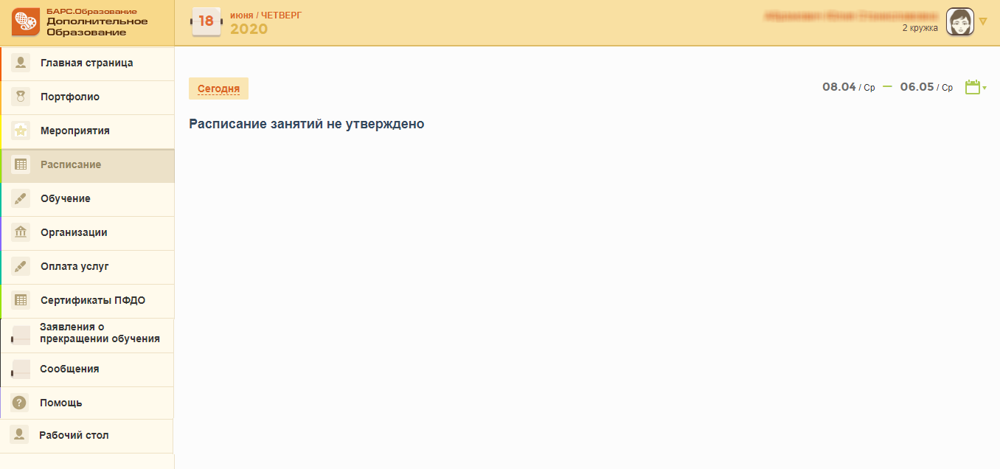 БАРС.Образование
Дополнительное
Образование
18
июня / ЧЕТВЕРГ
2020
2 кружка
Главная страница
Портфолио
Мероприятия
Расписание
Обучение
Организации
Оплата услуг
Сертификаты ПФДО
Заявления о
прекращении обучения
Сообщения
Помощь
Рабочий стол
Сегодня
08.04 / Ср — 06.05 / Ср
Расписание занятий не утверждено